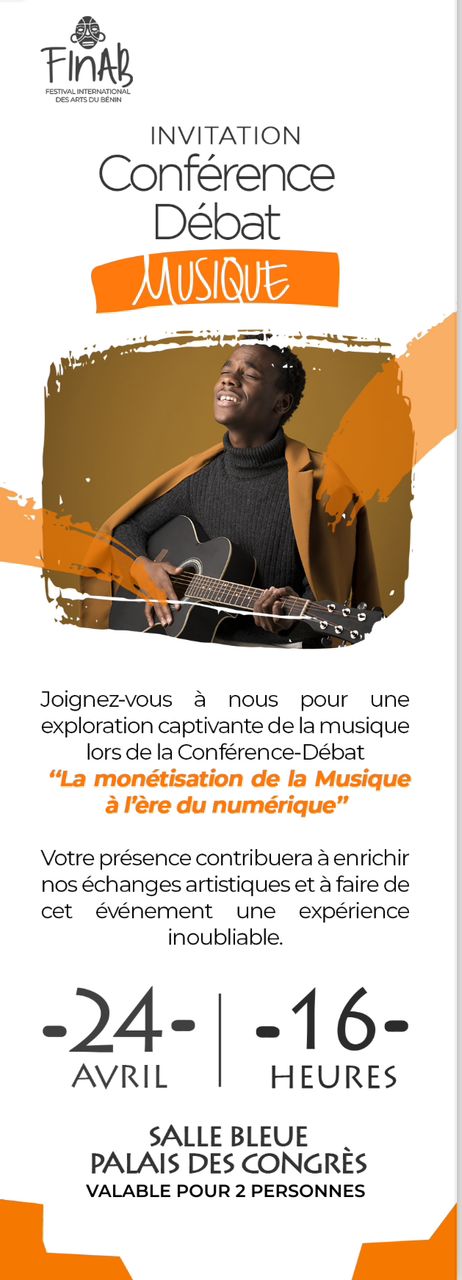 FInAB
FESTIVAL INTERNATIONAL
DES ARTS DU BÉNIN
INVITATION
Conférence
Débat
MUSIQUE
Joignez-vous à nous pour une
exploration captivante de la musique
lors de la Conférence-Débat
“La monétisation de la Musique
à l’ère du numérique”
Votre présence contribuera à enrichir
nos échanges artistiques et à faire de
cet événement une expérience
inoubliable.
-24- -16-
AVRIL HEURES
SALLE BLEUE
PALAIS DES CONGRÈS
VALABLE POUR 2 PERSONNES